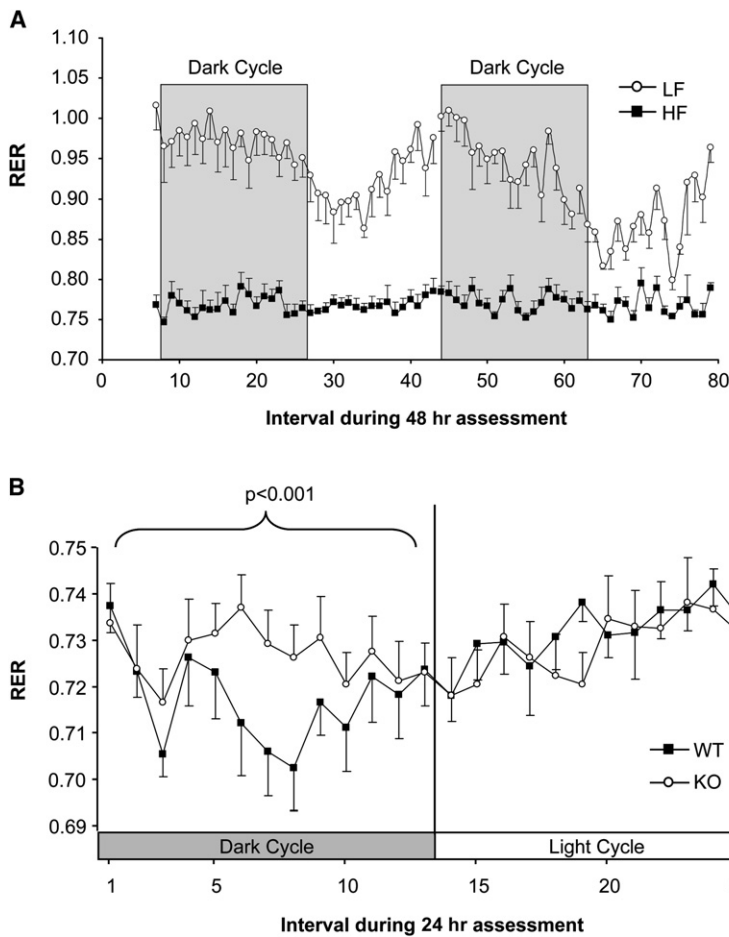 A
1.10
1.05
1.00
0.95
0.90
0.85
0.80
0.75
0.70
RER
Dark Cycle
Dark Cycle
LF
HF
0 10 20 30 40 50 60 70 80
Interval during 48 hr assessment
B
p<0.001
0.75
0.74
0.73
0.72
0.71
0.70
0.69
RER
WT
KO
Dark Cycle Light Cycle
1 5 10 15 20
Interval during 24 hr assessment